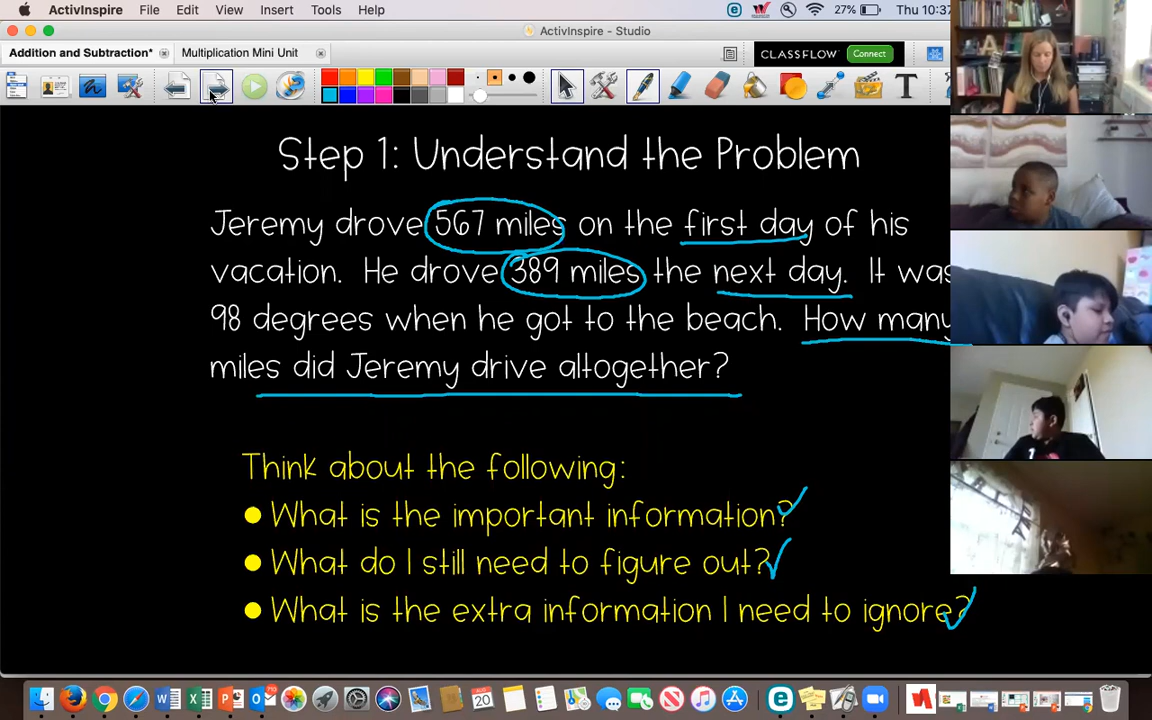 ActivInspire File Edit View Insert Tools Help 27% Thu 10:37
ActivInspire - Studio
Addition and Subtraction* Multiplication Mini Unit CLASSFLOW Connect
Step 1: Understand the Problem
Jeremy drove 567 miles on the first day of his
vacation. He drove 389 miles the next day. It was
98 degrees when he got to the beach. How many
miles did Jeremy drive altogether?
Think about the following:
• What is the important information?
• What do I still need to figure out?
• What is the extra information I need to ignore?
AUG
20